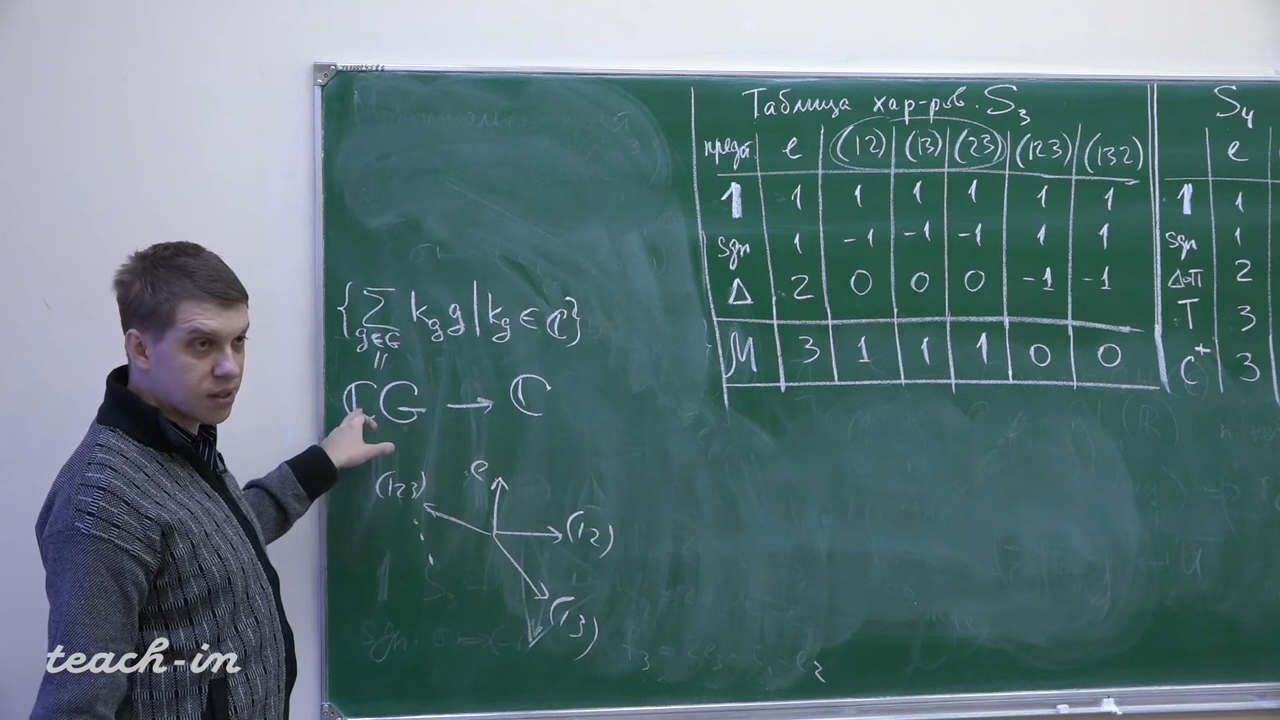 {∑ k_g g | k_g ∈ ℂ}
g∈G
=
ℂG → ℂ
(123) e
(12)
(13)
Таблица хар-ров. S₃
предст e (12) (13) (23) (123) (132)
1 1 1 1 1 1 1
sgn 1 -1 -1 -1 1 1
Δ 2 0 0 0 -1 -1
M 3 1 1 1 0 0
S₄
e
1 1
sgn 1
2
T 3
C⁺ 3
teach-in